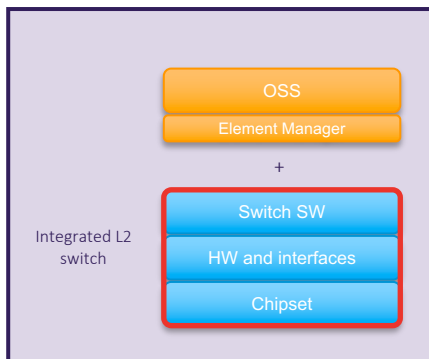 OSS
Element Manager
+
Switch SW
Integrated L2
switch
HW and interfaces
Chipset